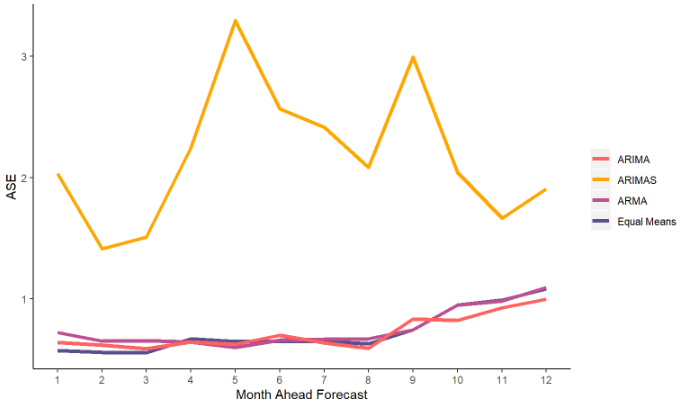 3
2
1
ASE
1 2 3 4 5 6 7 8 9 10 11 12
Month Ahead Forecast
ARIMA
ARIMAS
ARMA
Equal Means